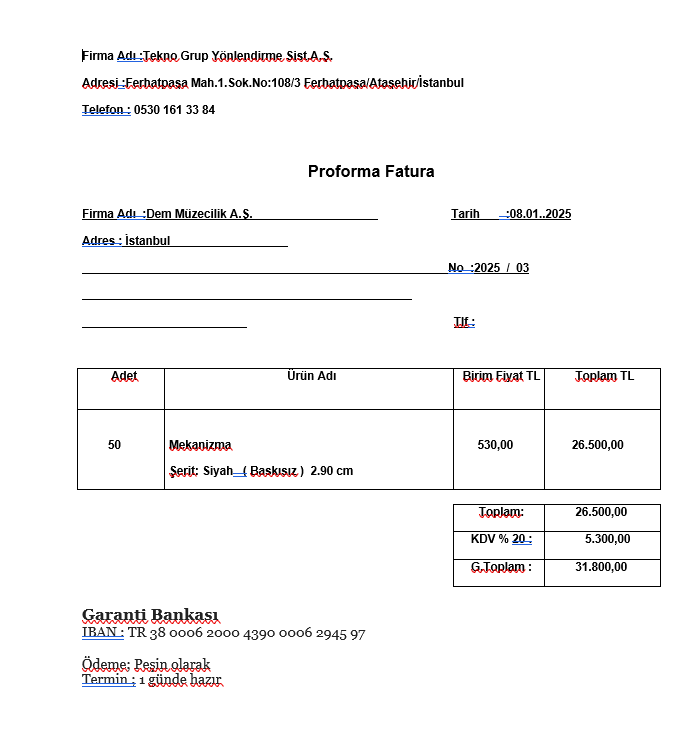 Firma Adı :Tekno Grup Yönlendirme Sist.A.Ş.
Adresi :Ferhatpaşa Mah.1.Sok.No:108/3 Ferhatpaşa/Ataşehir/İstanbul
Telefon : 0530 161 33 84
Proforma Fatura
Firma Adı :Dem Müzecilik A.Ş. Tarih :08.01..2025
Adres : İstanbul
No :2025 / 03
Tlf :
Adet Ürün Adı Birim Fiyat TL Toplam TL
50 Mekanizma 530,00 26.500,00
Şerit: Siyah ( Baskısız ) 2.90 cm
Toplam: 26.500,00
KDV % 20 : 5.300,00
G.Toplam : 31.800,00
Garanti Bankası
IBAN : TR 38 0006 2000 4390 0006 2945 97
Ödeme: Peşin olarak
Termin : 1 günde hazır